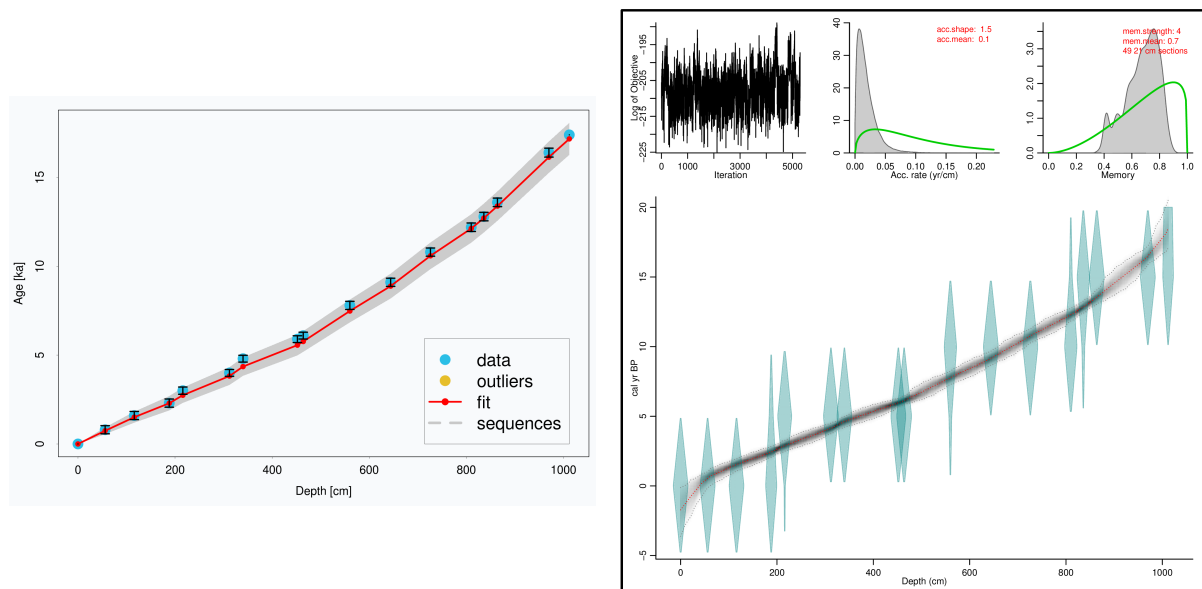 Age [ka]
15
10
5
0
0 200 400 600 800 1000
Depth [cm]
data
outliers
fit
sequences
Log of Objective
-195
-205
-215
-225
0 1000 3000 5000
Iteration
acc.shape: 1.5
acc.mean: 0.1
40
30
20
10
0
0.00 0.05 0.10 0.15 0.20
Acc. rate (yr/cm)
mem.strength: 4
mem.mean: 0.7
49 21 cm sections
3.0
2.0
1.0
0.0
0.0 0.2 0.4 0.6 0.8 1.0
Memory
cal yr BP
20
15
10
5
0
-5
0 200 400 600 800 1000
Depth (cm)